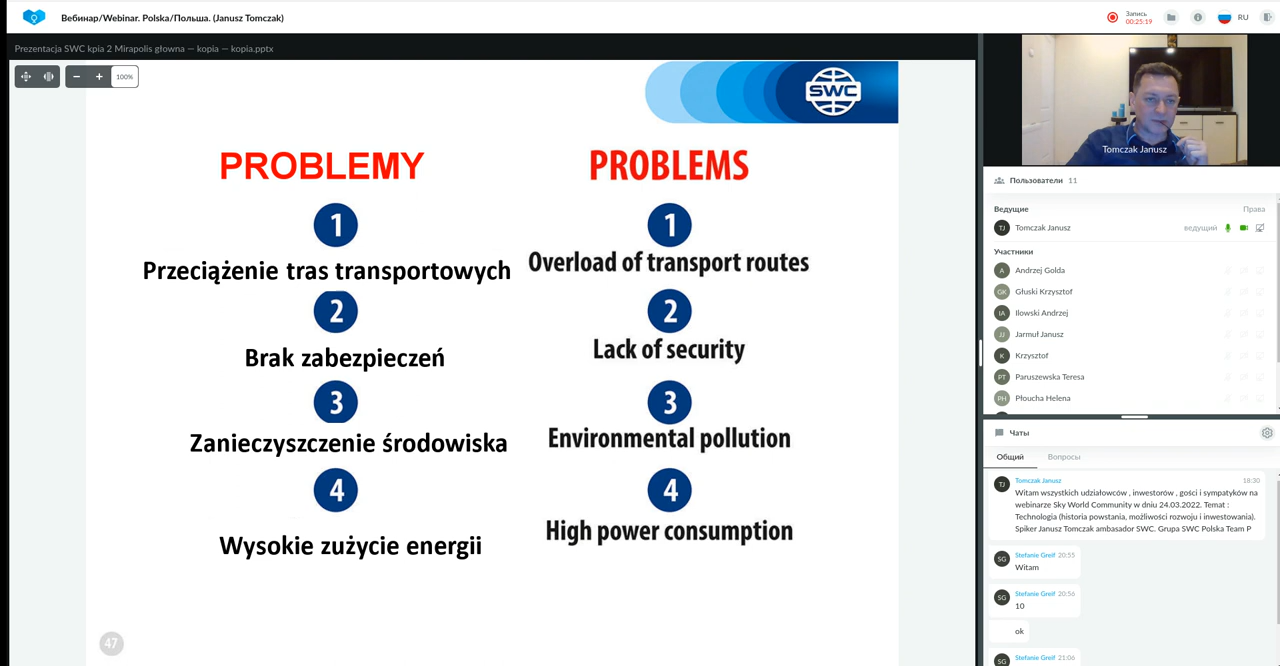 Вебинар/Webinar. Polska/Польша. (Janusz Tomczak)
Запись
00:25:19
RU
Prezentacja SWC kpia 2 Mirapolis głowna — kopia — kopia.pptx
100%
SWC
PROBLEMY
1
Przeciążenie tras transportowych
2
Brak zabezpieczeń
3
Zanieczyszczenie środowiska
4
Wysokie zużycie energii
PROBLEMS
1
Overload of transport routes
2
Lack of security
3
Environmental pollution
4
High power consumption
47
Tomczak Janusz
Пользователи 11
Ведущие Права
TJ Tomczak Janusz ведущий
Участники
A Andrzej Golda
GK Głuski Krzysztof
IA Ilowski Andrzej
JJ Jarmuł Janusz
K Krzysztof
PT Paruszewska Teresa
PH Płoucha Helena
Чаты
Общий Вопросы
TJ Tomczak Janusz 18:30
Witam wszystkich udziałowców , inwestorów , gości i sympatyków na
webinarze Sky World Community w dniu 24.03.2022. Temat :
Technologia (historia powstania, możliwości rozwoju i inwestowania).
Spiker Janusz Tomczak ambasador SWC. Grupa SWC Polska Team P
SG Stefanie Greif 20:55
Witam
SG Stefanie Greif 20:56
10
ok
SG Stefanie Greif 21:06